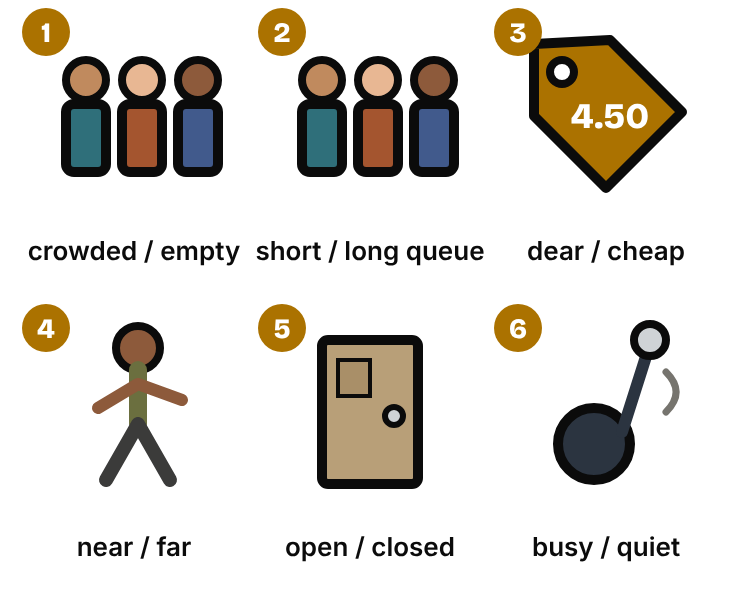 1
crowded / empty
2
short / long queue
3
4.50
dear / cheap
4
near / far
5
open / closed
6
busy / quiet